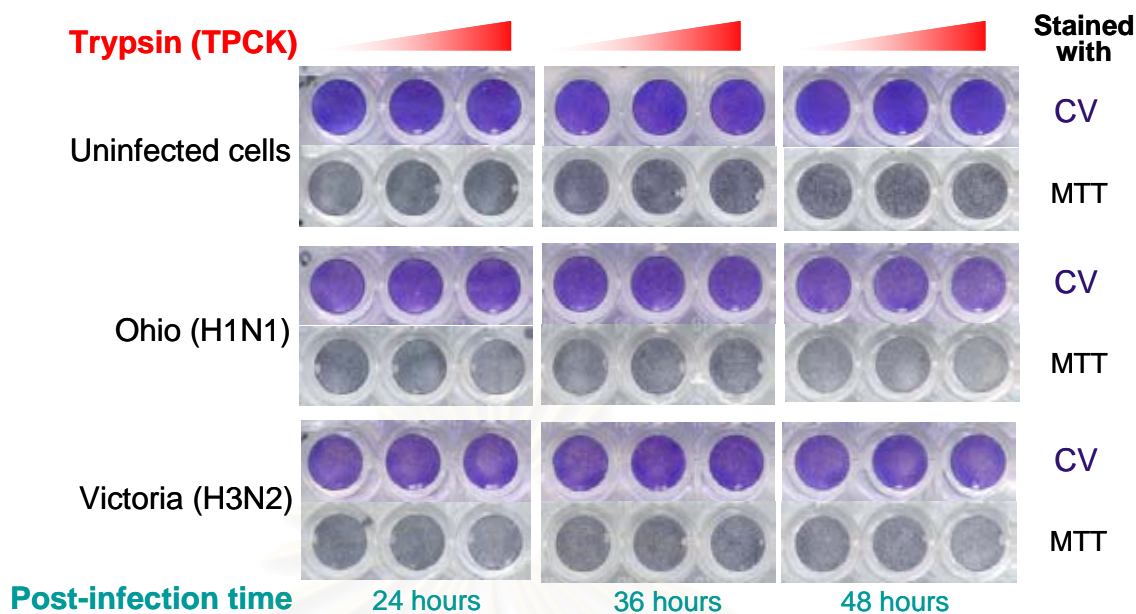 Trypsin (TPCK)
Stained
with
Uninfected cells
CV
MTT
Ohio (H1N1)
CV
MTT
Victoria (H3N2)
CV
MTT
Post-infection time
24 hours
36 hours
48 hours